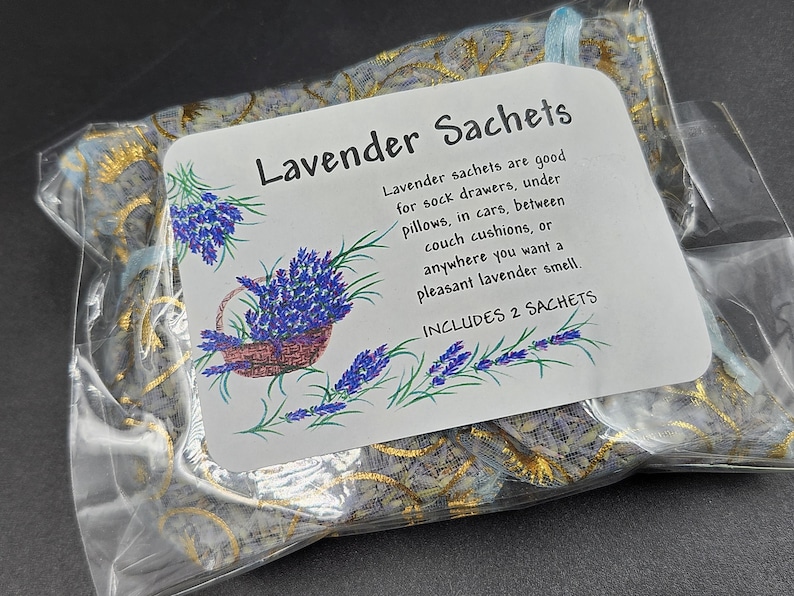 Lavender Sachets
Lavender sachets are good
for sock drawers, under
pillows, in cars, between
couch cushions, or
anywhere you want a
pleasant lavender smell.
INCLUDES 2 SACHETS